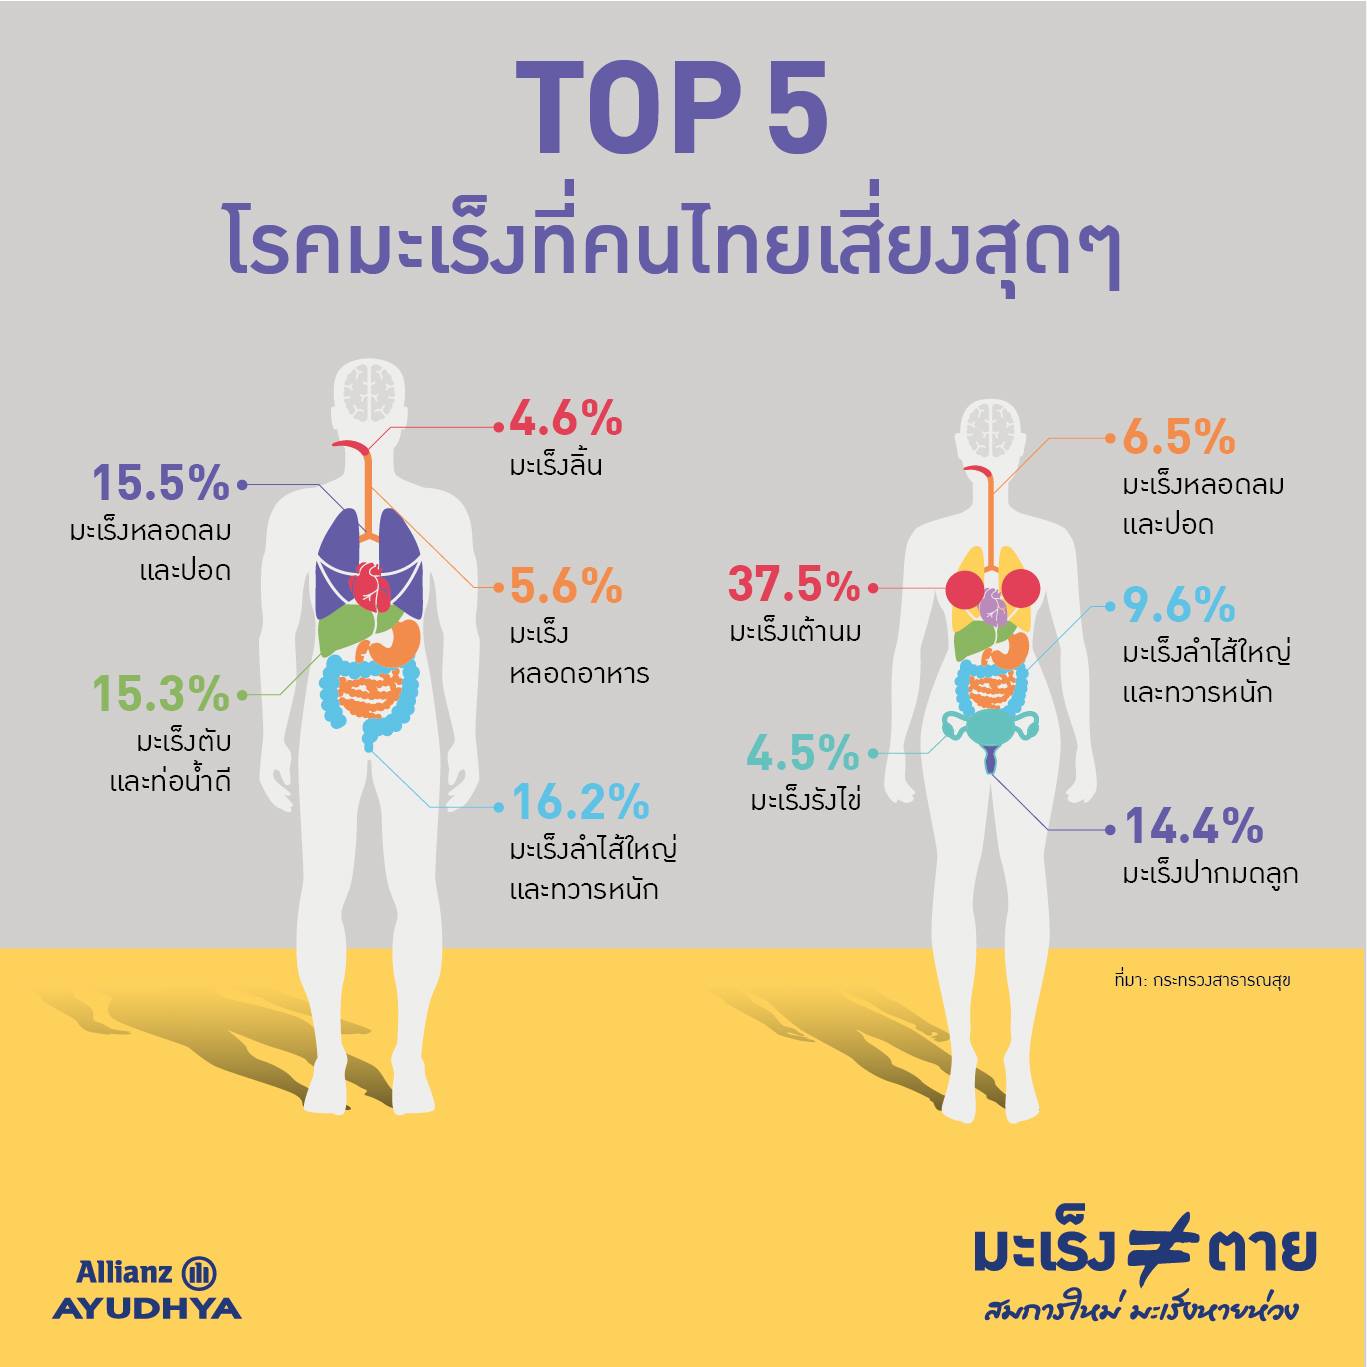 TOP 5
โรคมะเร็งที่คนไทยเสี่ยงสุดๆ
4.6%
มะเร็งลิ้น
15.5%
มะเร็งหลอดลม
และปอด
5.6%
มะเร็ง
หลอดอาหาร
15.3%
มะเร็งตับ
และท่อน้ำดี
16.2%
มะเร็งลำไส้ใหญ่
และทวารหนัก
6.5%
มะเร็งหลอดลม
และปอด
37.5%
มะเร็งเต้านม
9.6%
มะเร็งลำไส้ใหญ่
และทวารหนัก
4.5%
มะเร็งรังไข่
14.4%
มะเร็งปากมดลูก
ที่มา: กระทรวงสาธารณสุข
Allianz
AYUDHYA
มะเร็ง ≠ ตาย
สมการใหม่ มะเร็งหายห่วง